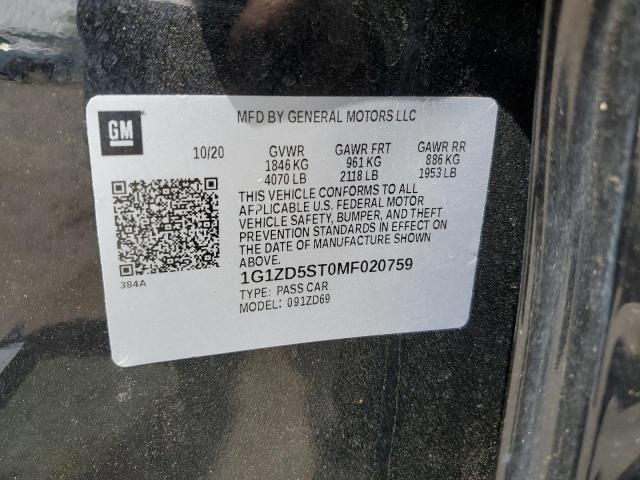 GM
MFD BY GENERAL MOTORS LLC
10/20 GVWR GAWR FRT GAWR RR
1846 KG 961 KG 886 KG
4070 LB 2118 LB 1953 LB
THIS VEHICLE CONFORMS TO ALL
APPLICABLE U.S. FEDERAL MOTOR
VEHICLE SAFETY, BUMPER, AND THEFT
PREVENTION STANDARDS IN EFFECT ON
THE DATE OF MANUFACTURE SHOWN
ABOVE.
384A
1G1ZD5ST0MF020759
TYPE: PASS CAR
MODEL: 091ZD69